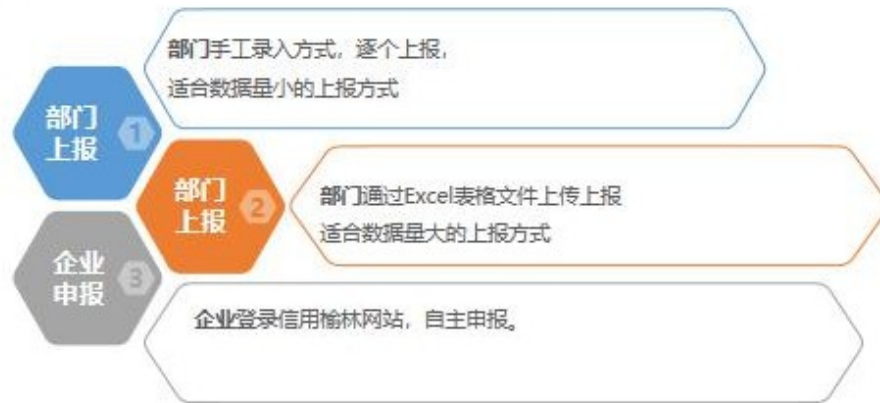 部门
上报
1
部门手工录入方式，逐个上报，
适合数据量小的上报方式
部门
上报
2
部门通过Excel表格文件上传上报
适合数据量大的上报方式
企业
申报
3
企业登录信用榆林网站，自主申报。